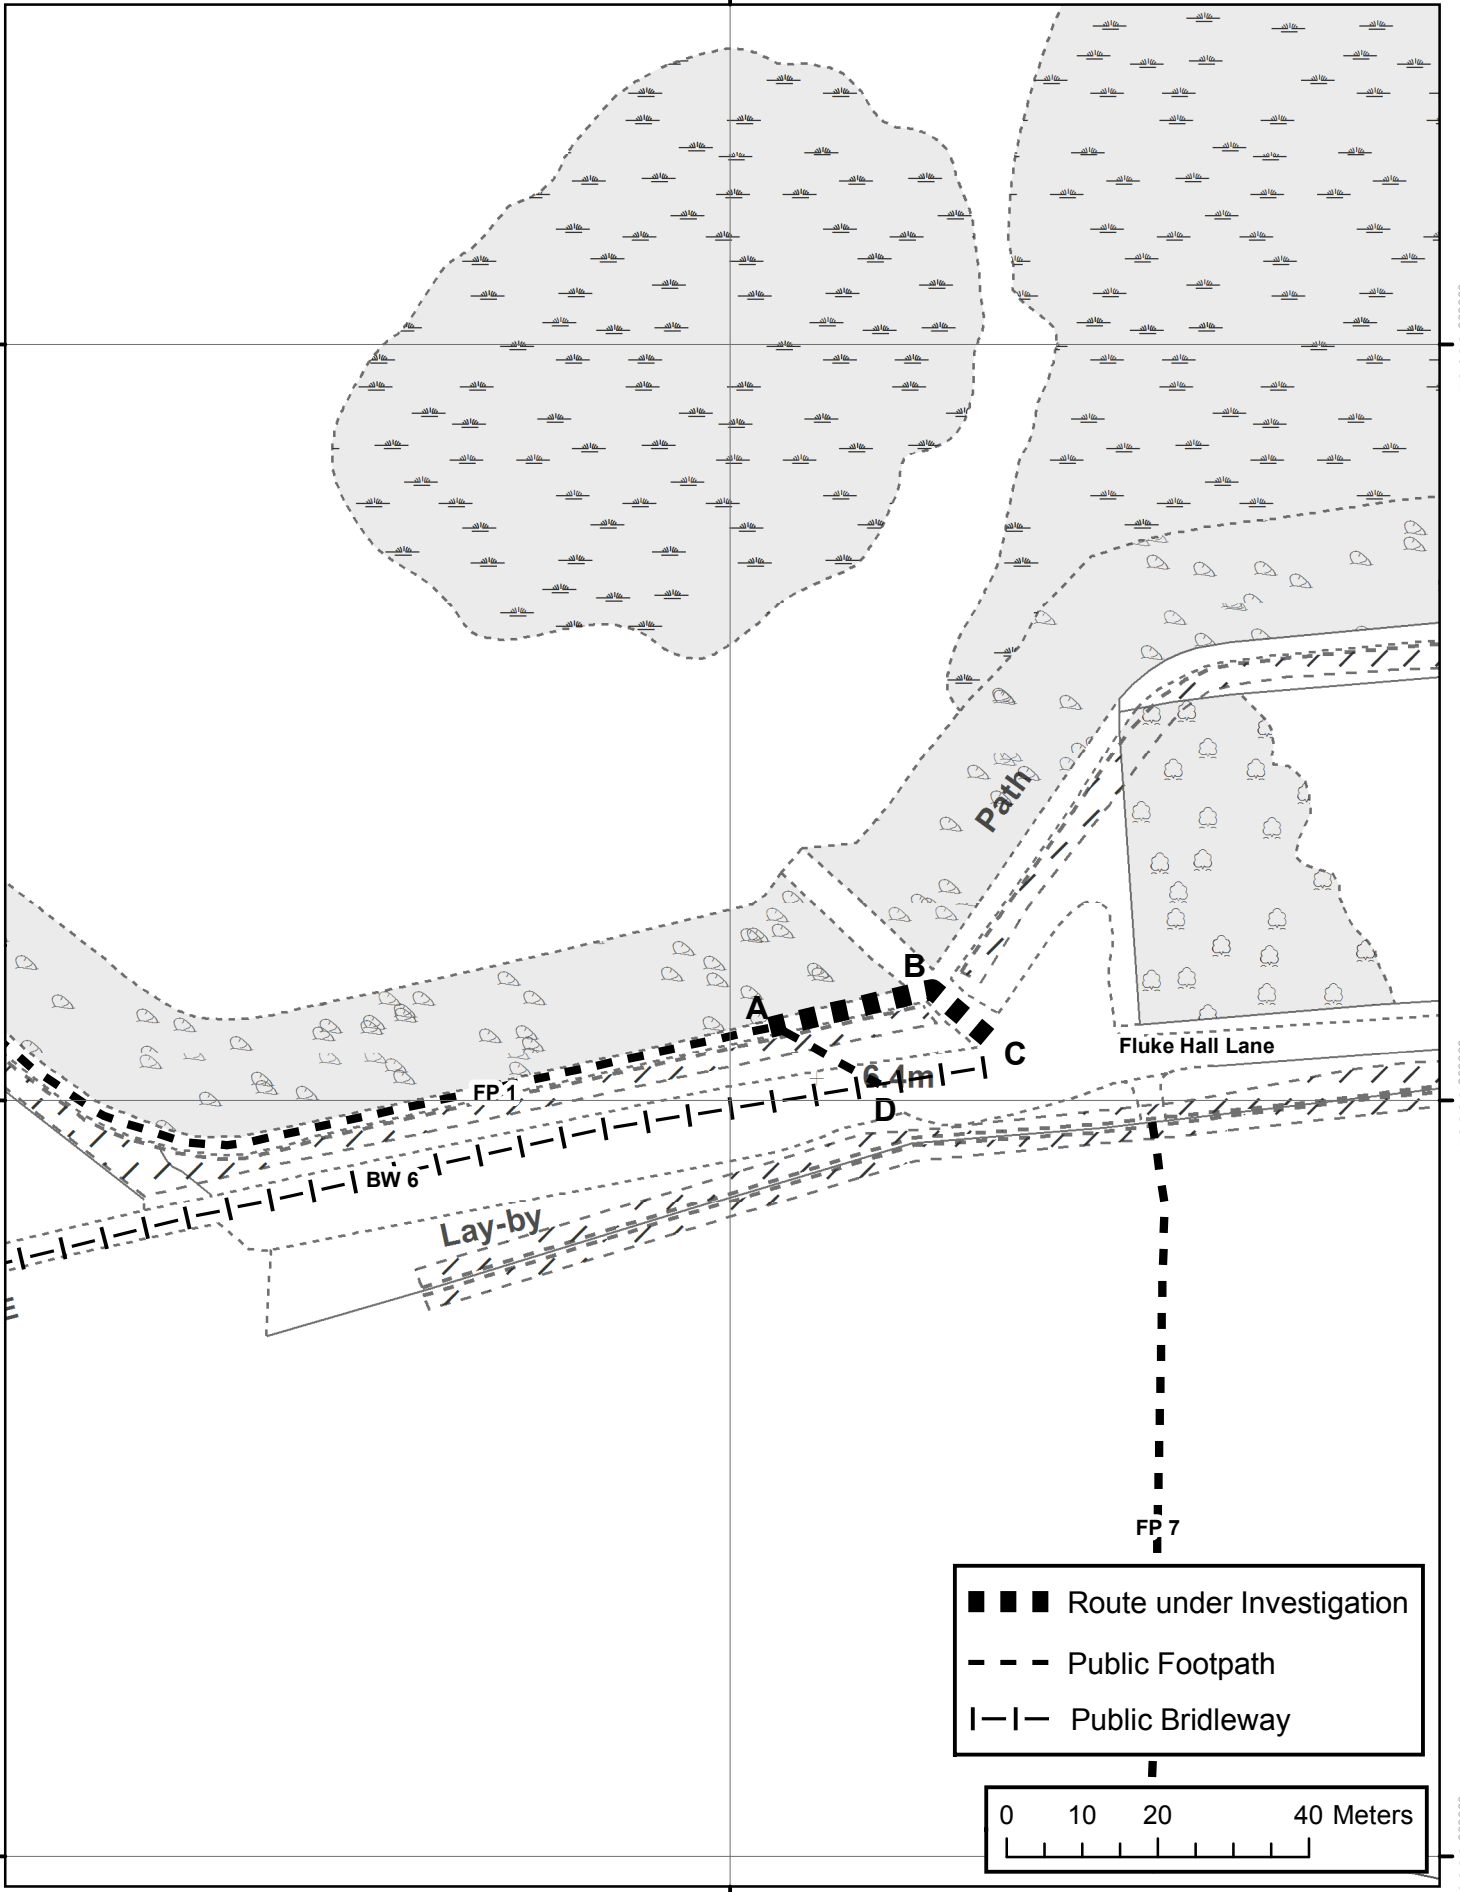 Path
B
A
C
Fluke Hall Lane
6.4m
FP 1
D
BW 6
Lay-by
FP 7
Route under Investigation
Public Footpath
Public Bridleway
0 10 20 40 Meters